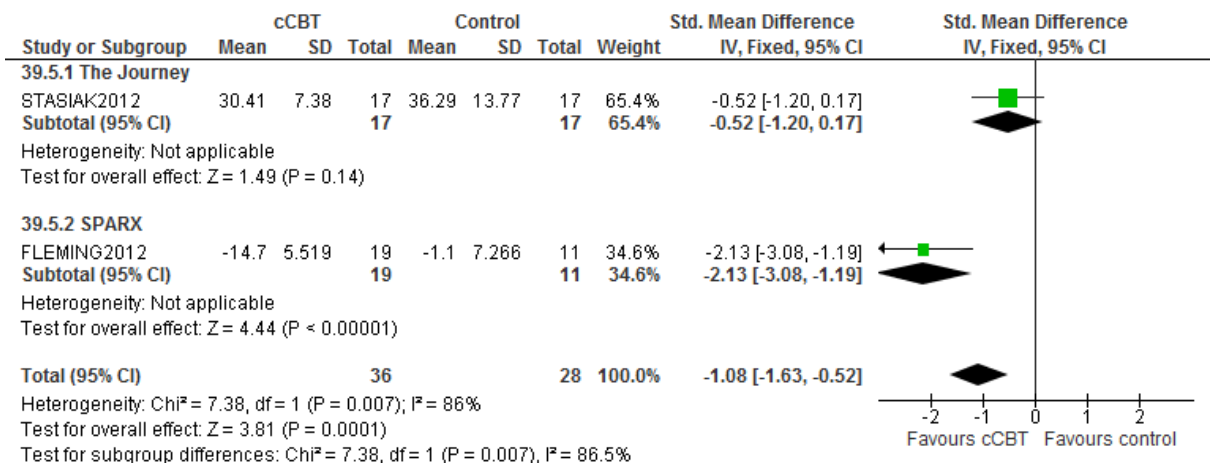 cCBT Control Std. Mean Difference Std. Mean Difference
Study or Subgroup Mean SD Total Mean SD Total Weight IV, Fixed, 95% CI IV, Fixed, 95% CI
39.5.1 The Journey
STASIAK2012 30.41 7.38 17 36.29 13.77 17 65.4% -0.52 [-1.20, 0.17]
Subtotal (95% CI) 17 17 65.4% -0.52 [-1.20, 0.17]
Heterogeneity: Not applicable
Test for overall effect: Z = 1.49 (P = 0.14)
39.5.2 SPARX
FLEMING2012 -14.7 5.519 19 -1.1 7.266 11 34.6% -2.13 [-3.08, -1.19]
Subtotal (95% CI) 19 11 34.6% -2.13 [-3.08, -1.19]
Heterogeneity: Not applicable
Test for overall effect: Z = 4.44 (P < 0.00001)
Total (95% CI) 36 28 100.0% -1.08 [-1.63, -0.52]
Heterogeneity: Chi² = 7.38, df = 1 (P = 0.007); I² = 86%
Test for overall effect: Z = 3.81 (P = 0.0001)
Test for subgroup differences: Chi² = 7.38, df = 1 (P = 0.007), I² = 86.5%
-2 -1 0 1 2
Favours cCBT Favours control